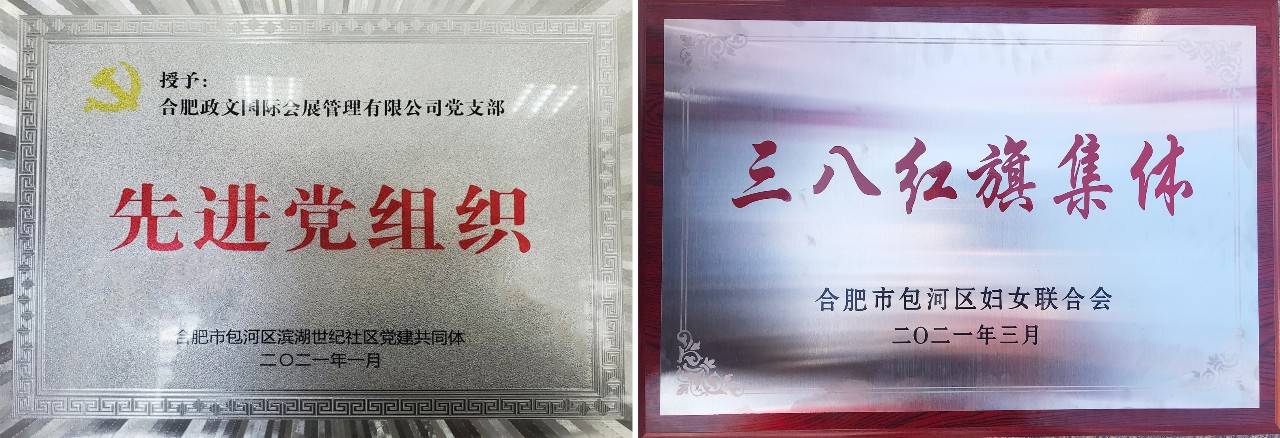 授予：
合肥政文国际会展管理有限公司党支部
先进党组织
合肥市包河区滨湖世纪社区党建共同体
二〇二一年一月
三八红旗集体
合肥市包河区妇女联合会
二〇二一年三月